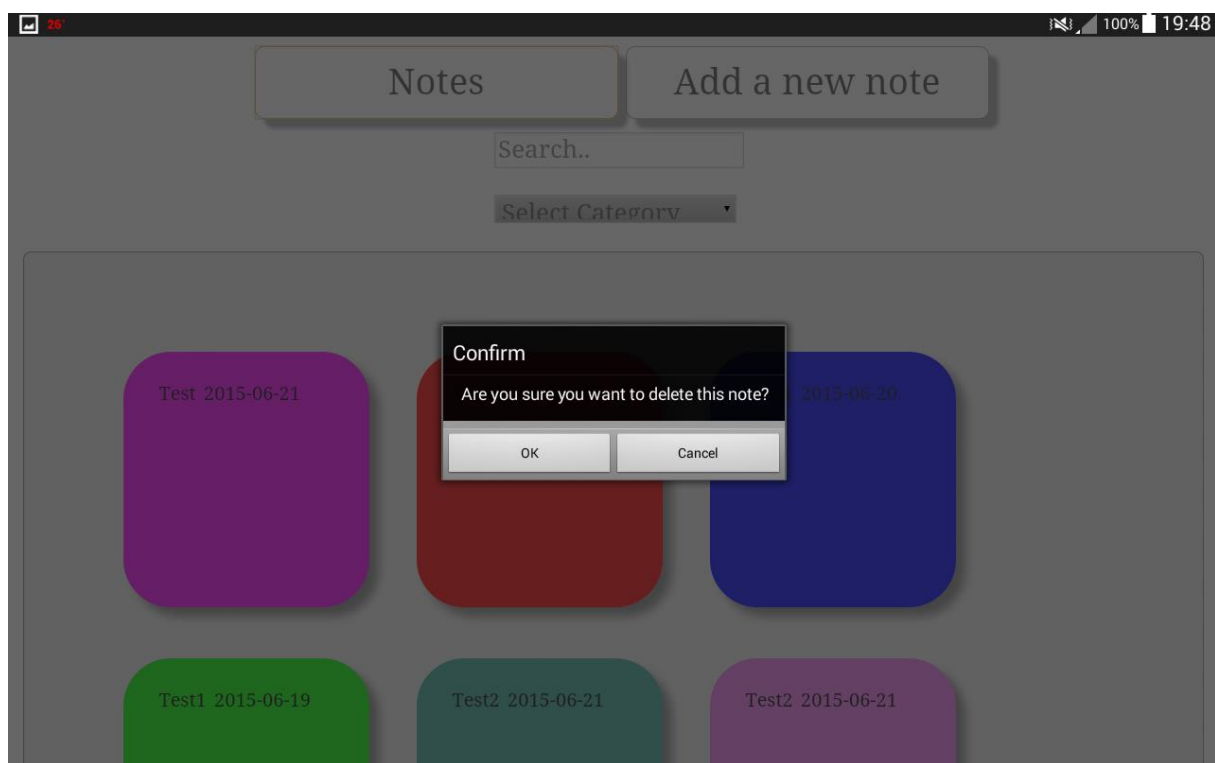 26°
100% 19:48
Notes
Add a new note
Search..
Select Category
Confirm
Are you sure you want to delete this note?
OK
Cancel
Test 2015-06-21
2015-06-20
Test1 2015-06-19
Test2 2015-06-21
Test2 2015-06-21